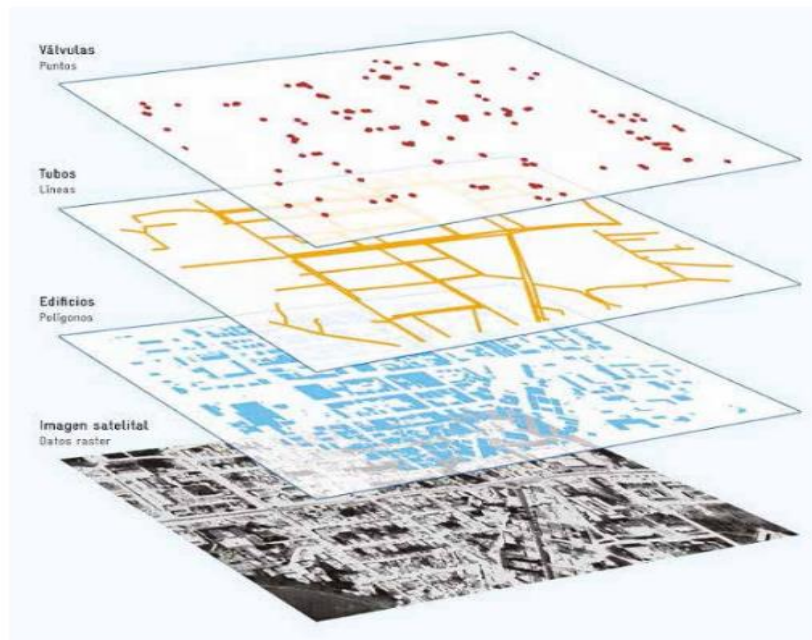 Válvulas
Puntos
Tubos
Líneas
Edificios
Polígonos
Imagen satelital
Datos raster